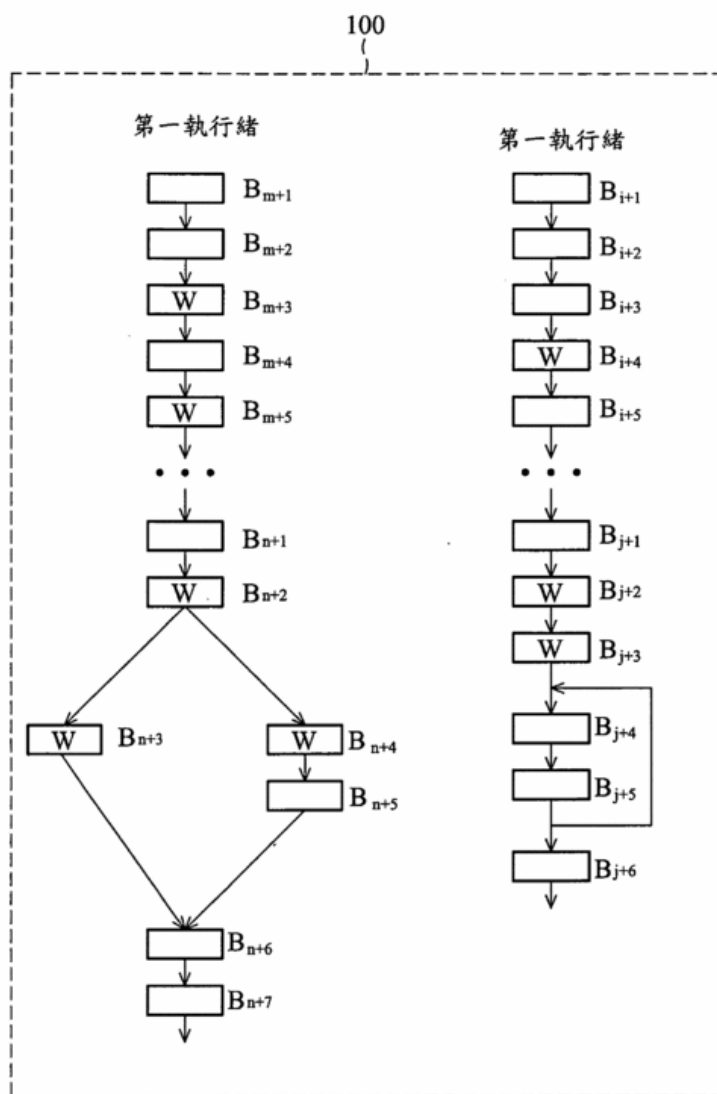 100
第一執行緒
B_{m+1}
B_{m+2}
W B_{m+3}
B_{m+4}
W B_{m+5}
• • •
B_{n+1}
W B_{n+2}
W B_{n+3}
W B_{n+4}
B_{n+5}
B_{n+6}
B_{n+7}
第一執行緒
B_{i+1}
B_{i+2}
B_{i+3}
W B_{i+4}
B_{i+5}
• • •
B_{j+1}
W B_{j+2}
W B_{j+3}
B_{j+4}
B_{j+5}
B_{j+6}